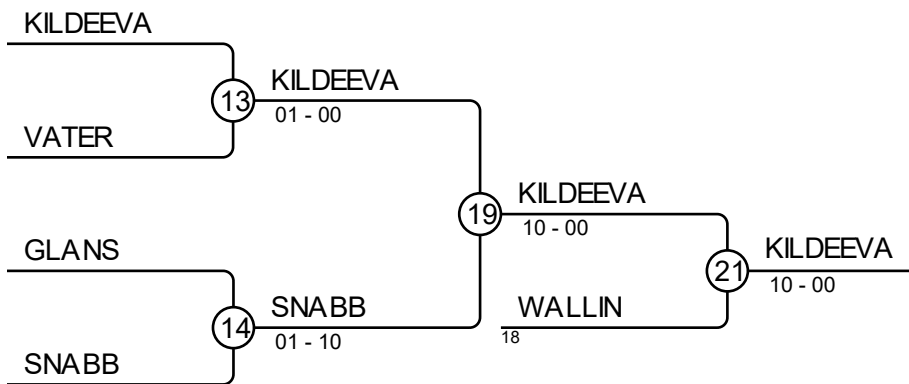 KILDEEVA
13
KILDEEVA
01 - 00
VATER
19
KILDEEVA
10 - 00
GLANS
21
KILDEEVA
10 - 00
14
SNABB
01 - 10
WALLIN
18
SNABB